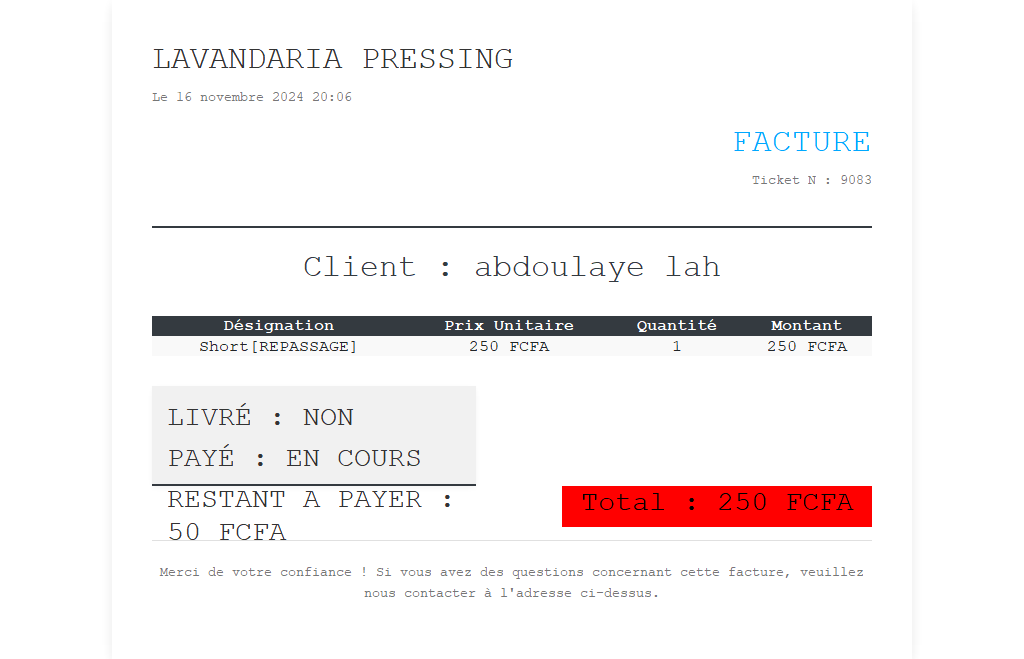 LAVANDARIA PRESSING
Le 16 novembre 2024 20:06
FACTURE
Ticket N : 9083
Client : abdoulaye lah
Désignation Prix Unitaire Quantité Montant
Short[REPASSAGE] 250 FCFA 1 250 FCFA
LIVRÉ : NON
PAYÉ : EN COURS
RESTANT A PAYER :
50 FCFA
Total : 250 FCFA
Merci de votre confiance ! Si vous avez des questions concernant cette facture, veuillez
nous contacter à l'adresse ci-dessus.